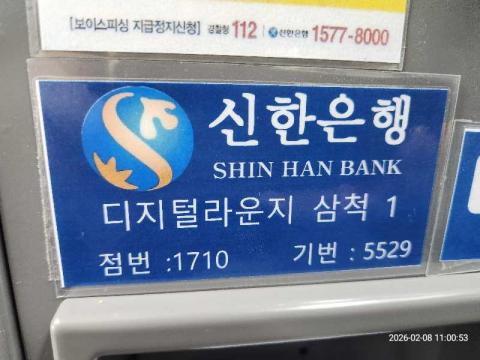 [보이스피싱 지급정지신청] 경찰청 112 신한은행 1577-8000
신한은행
SHIN HAN BANK
디지털라운지 삼척 1
점번 :1710 기번 : 5529
2026-02-08 11:00:53